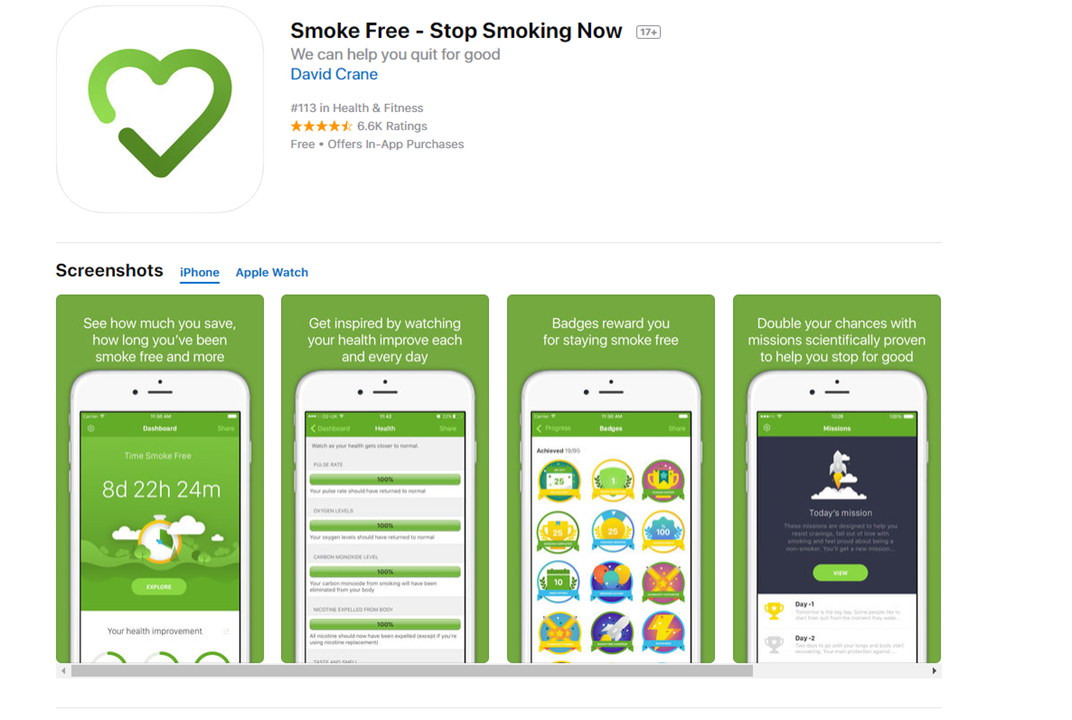 Smoke Free - Stop Smoking Now 17+
We can help you quit for good
David Crane
#113 in Health & Fitness
6.6K Ratings
Free • Offers In-App Purchases
Screenshots iPhone Apple Watch
See how much you save,
how long you've been
smoke free and more
Carrier 11:50 AM
Dashboard Share
Time Smoke Free
8d 22h 24m
EXPLORE
Your health improvement
Get inspired by watching
your health improve each
and every day
O2-UK 11:42 22%
Dashboard Health Share
Watch as your health gets closer to normal.
PULSE RATE
100%
Your pulse rate should have returned to normal
OXYGEN LEVELS
100%
Your oxygen levels should have returned to normal
CARBON MONOXIDE LEVEL
100%
Your carbon monoxide from smoking will have been
eliminated from your body
NICOTINE EXPELLED FROM BODY
100%
All nicotine should now have been expelled (except if you're
using nicotine replacement)
TASTE AND SMELL
Badges reward you
for staying smoke free
Carrier 11:50 AM
Progress Badges Share
Achieved 19/95
25
1
26
25
100
10
Double your chances with
missions scientifically proven
to help you stop for good
100%
Missions
Today's mission
These missions are designed to help you
resist cravings, fall out of love with
smoking and feel proud about being a
non-smoker. You'll get a new mission...
VIEW
Day -1
Tomorrow is the big day. Some people like to
start their quit from the moment they wake...
Day -2
Two days to go until your lungs and body start
recovering. Your main protection against...